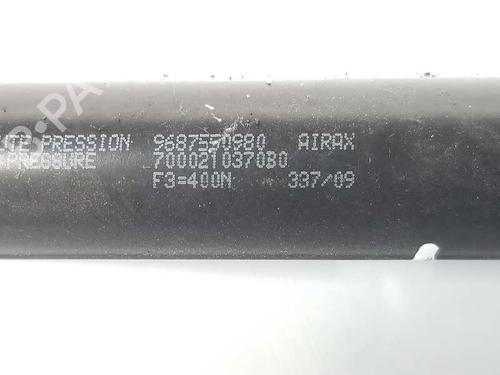 PRESSION 9687550980 AIRAX
PRESSURE 7000210370B0
F3=400N 337/09